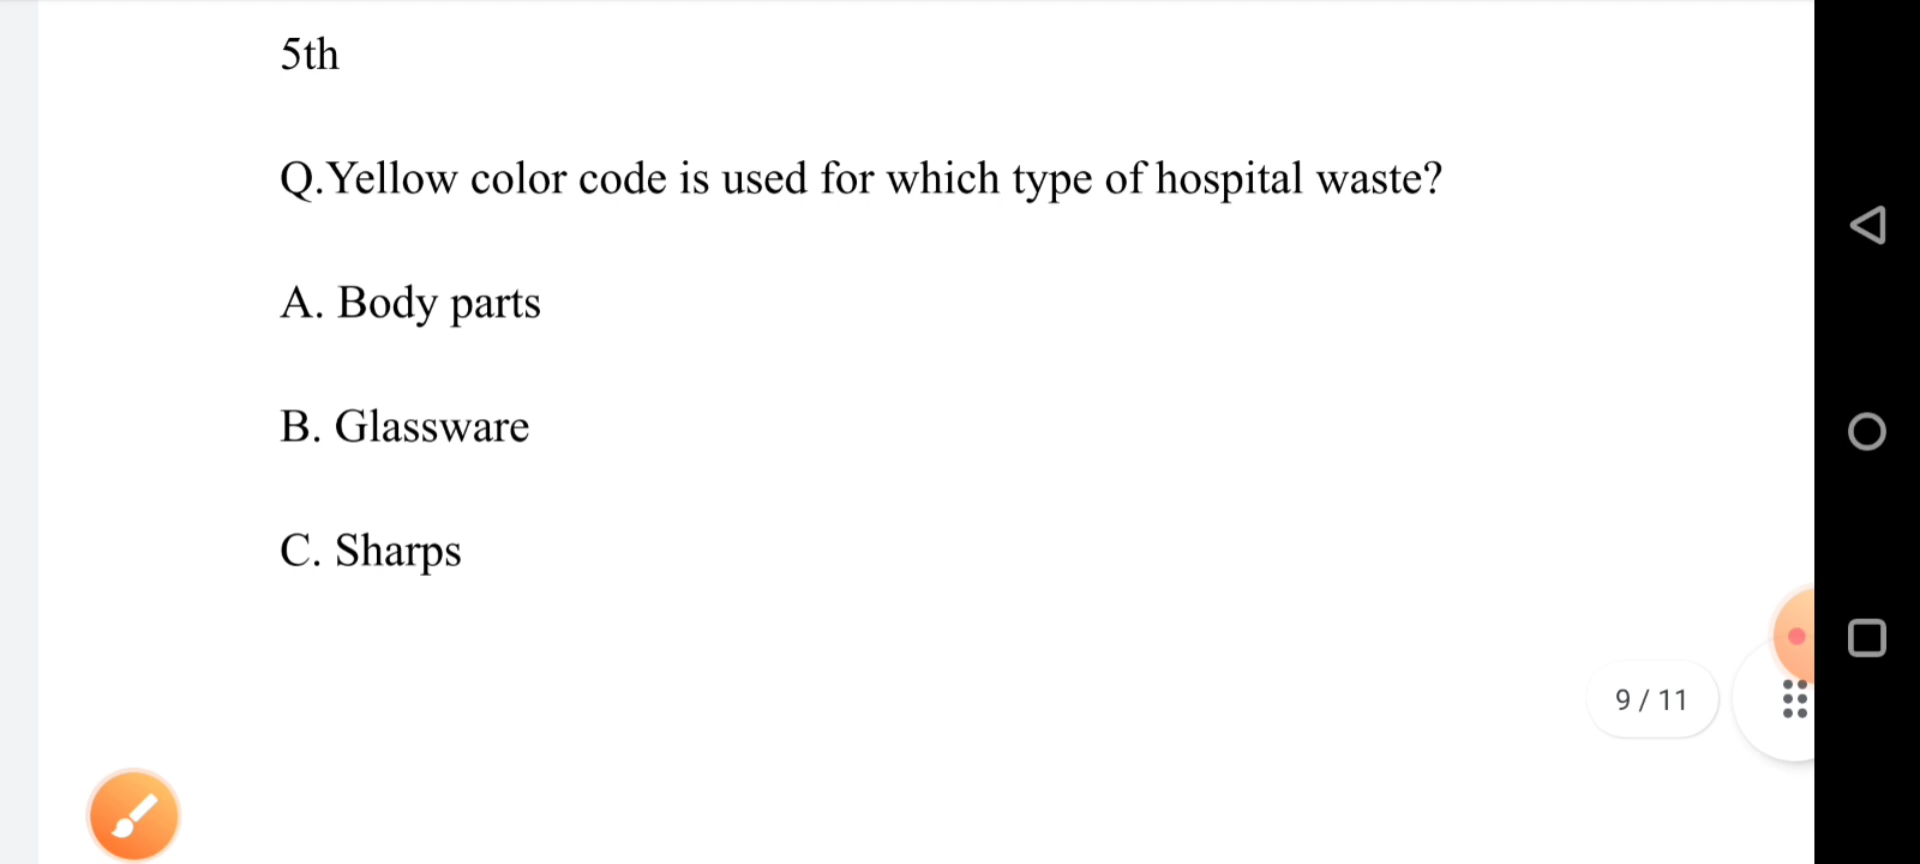 5th
Q.Yellow color code is used for which type of hospital waste?
A. Body parts
B. Glassware
C. Sharps
9 / 11